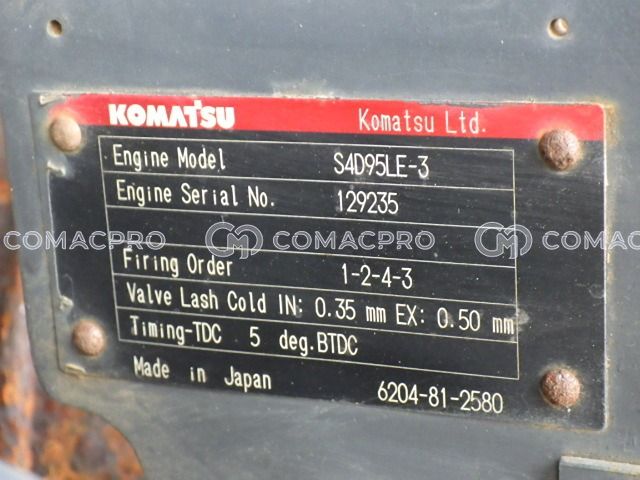 KOMATSU Komatsu Ltd.
Engine Model S4D95LE-3
Engine Serial No. 129235
COMACPRO COMACPRO
Firing Order 1-2-4-3
Valve Lash Cold IN: 0.35 mm EX: 0.50 mm
Timing-TDC 5 deg.BTDC
Made in Japan 6204-81-2580